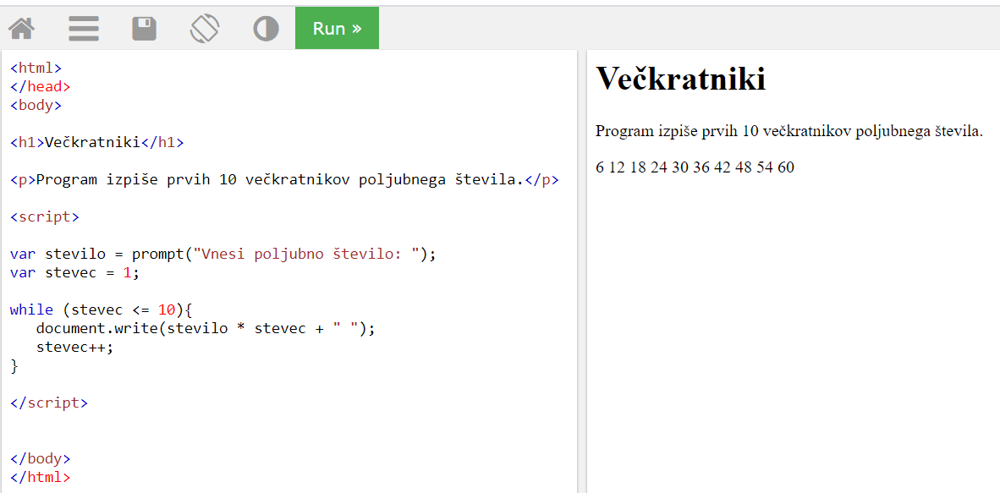 Run »
<html>
</head>
<body>
<h1>Večkratniki</h1>
<p>Program izpiše prvih 10 večkratnikov poljubnega števila.</p>
<script>
var stevilo = prompt("Vnesi poljubno število: ");
var stevec = 1;
while (stevec <= 10){
   document.write(stevilo * stevec + " ");
   stevec++;
}
</script>
</body>
</html>
Večkratniki
Program izpiše prvih 10 večkratnikov poljubnega števila.
6 12 18 24 30 36 42 48 54 60